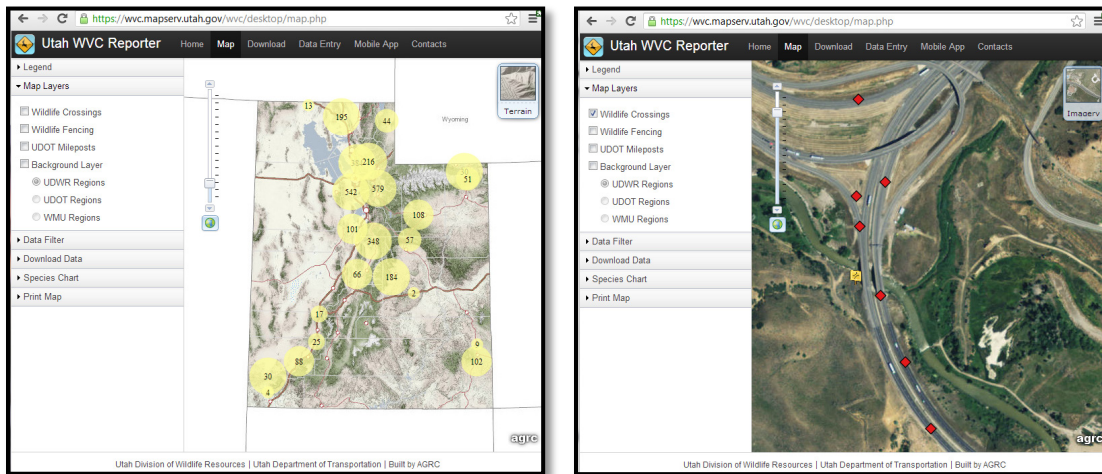 https://wvc.mapserv.utah.gov/wvc/desktop/map.php
Utah WVC Reporter Home Map Download Data Entry Mobile App Contacts
Legend
Map Layers
Wildlife Crossings
Wildlife Fencing
UDOT Mileposts
Background Layer
UDWR Regions
UDOT Regions
WMU Regions
Data Filter
Download Data
Species Chart
Print Map
Terrain
Wyoming
13
195
44
216
542
579
51
108
101
348
57
66
184
2
17
25
88
30
4
9
102
agrc
Utah Division of Wildlife Resources | Utah Department of Transportation | Built by AGRC
https://wvc.mapserv.utah.gov/wvc/desktop/map.php
Utah WVC Reporter Home Map Download Data Entry Mobile App Contacts
Legend
Map Layers
Wildlife Crossings
Wildlife Fencing
UDOT Mileposts
Background Layer
UDWR Regions
UDOT Regions
WMU Regions
Data Filter
Download Data
Species Chart
Print Map
Imagery
agrc
Utah Division of Wildlife Resources | Utah Department of Transportation | Built by AGRC